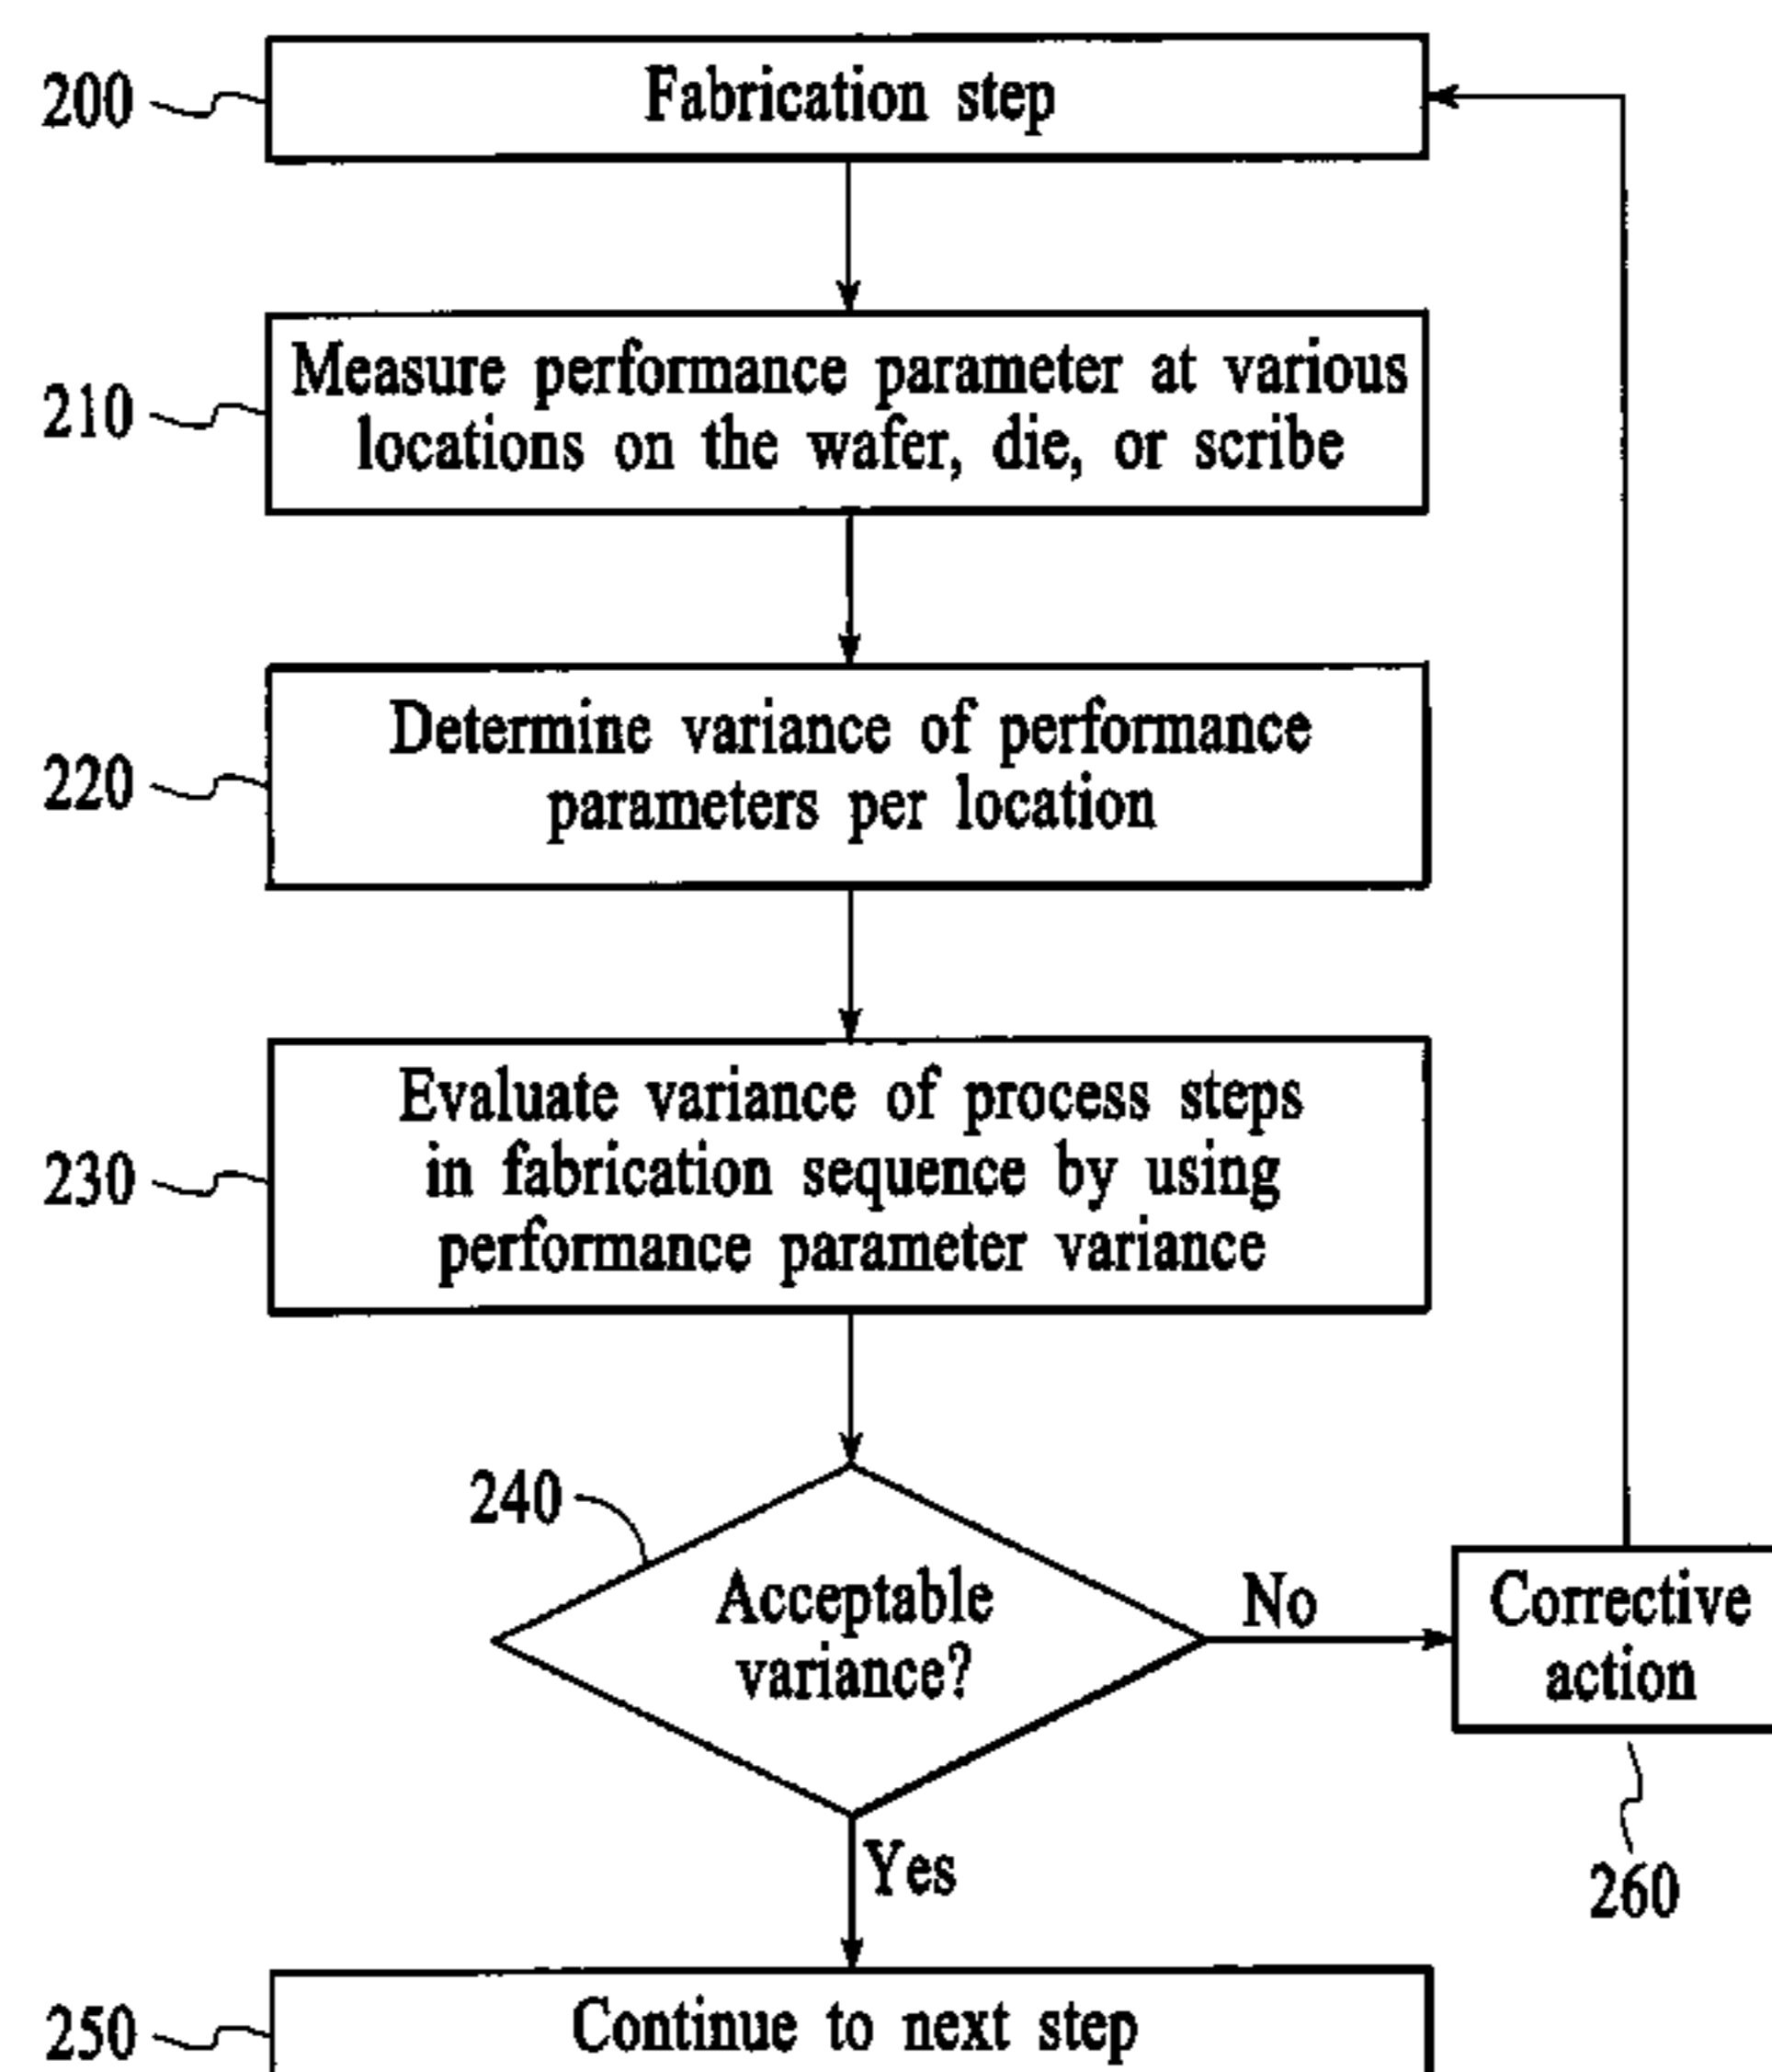 200
Fabrication step
210
Measure performance parameter at various
locations on the wafer, die, or scribe
220
Determine variance of performance
parameters per location
230
Evaluate variance of process steps
in fabrication sequence by using
performance parameter variance
240
Acceptable
variance?
No
Corrective
action
260
Yes
250
Continue to next step